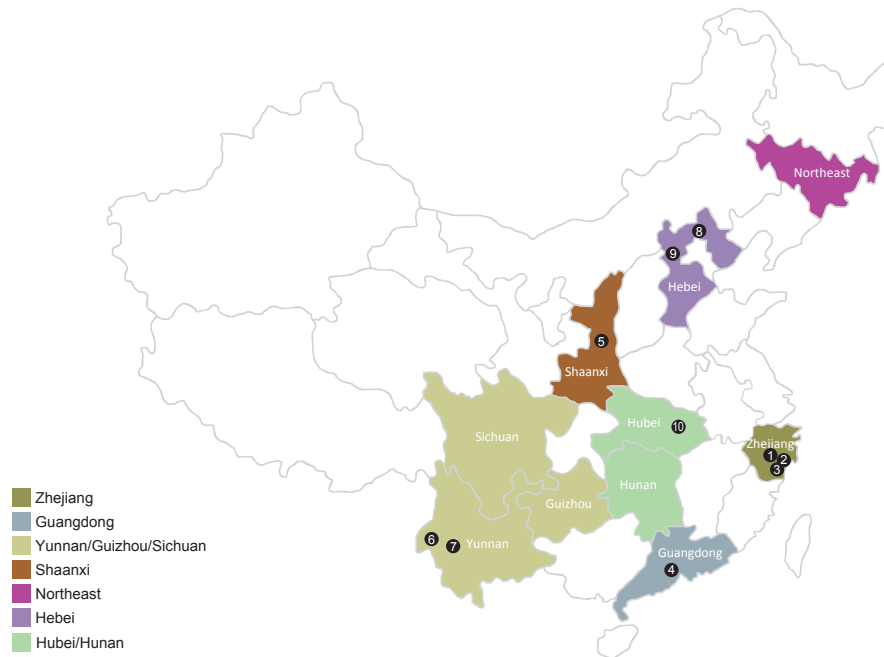 Northeast
8
9
Hebei
5
Shaanxi
Hubei
10
Zhejiang
1
2
3
Sichuan
Hunan
Guizhou
6
7
Yunnan
Guangdong
4
Zhejiang
Guangdong
Yunnan/Guizhou/Sichuan
Shaanxi
Northeast
Hebei
Hubei/Hunan